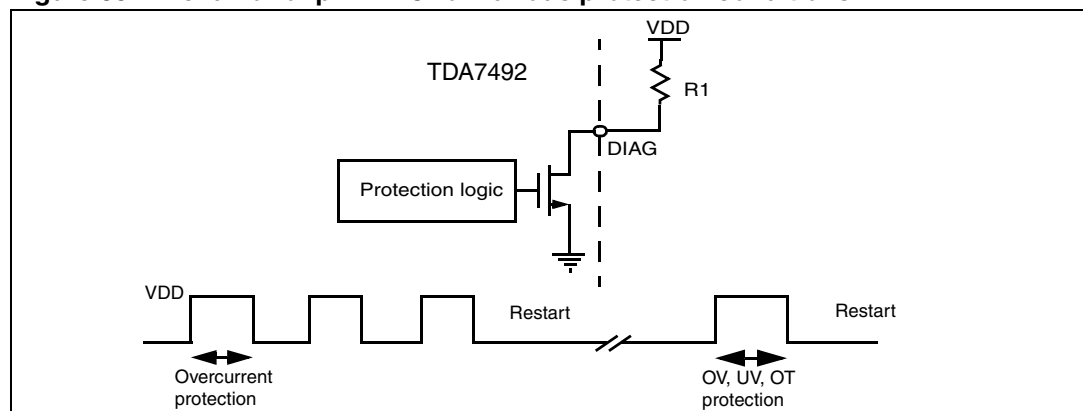 VDD
TDA7492
R1
DIAG
Protection logic
VDD
Restart
Restart
Overcurrent
protection
OV, UV, OT
protection